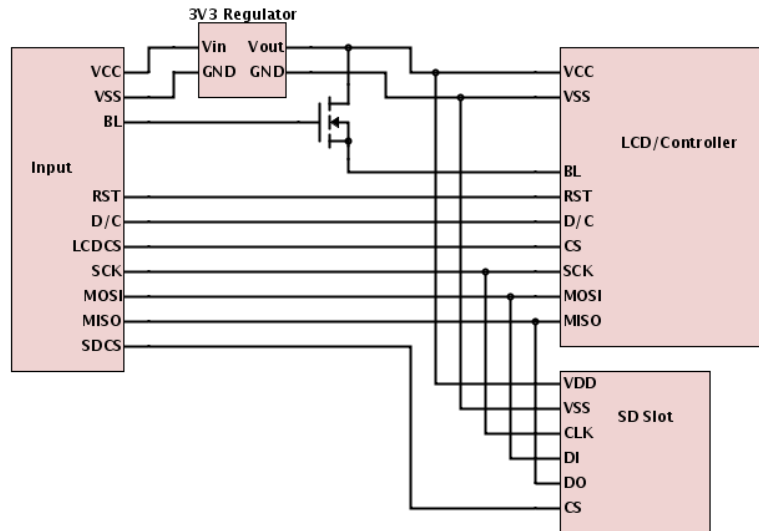 3V3 Regulator
Vin Vout
GND GND
Input
VCC
VSS
BL
RST
D/C
LCDCS
SCK
MOSI
MISO
SDCS
LCD/Controller
VCC
VSS
BL
RST
D/C
CS
SCK
MOSI
MISO
SD Slot
VDD
VSS
CLK
DI
DO
CS